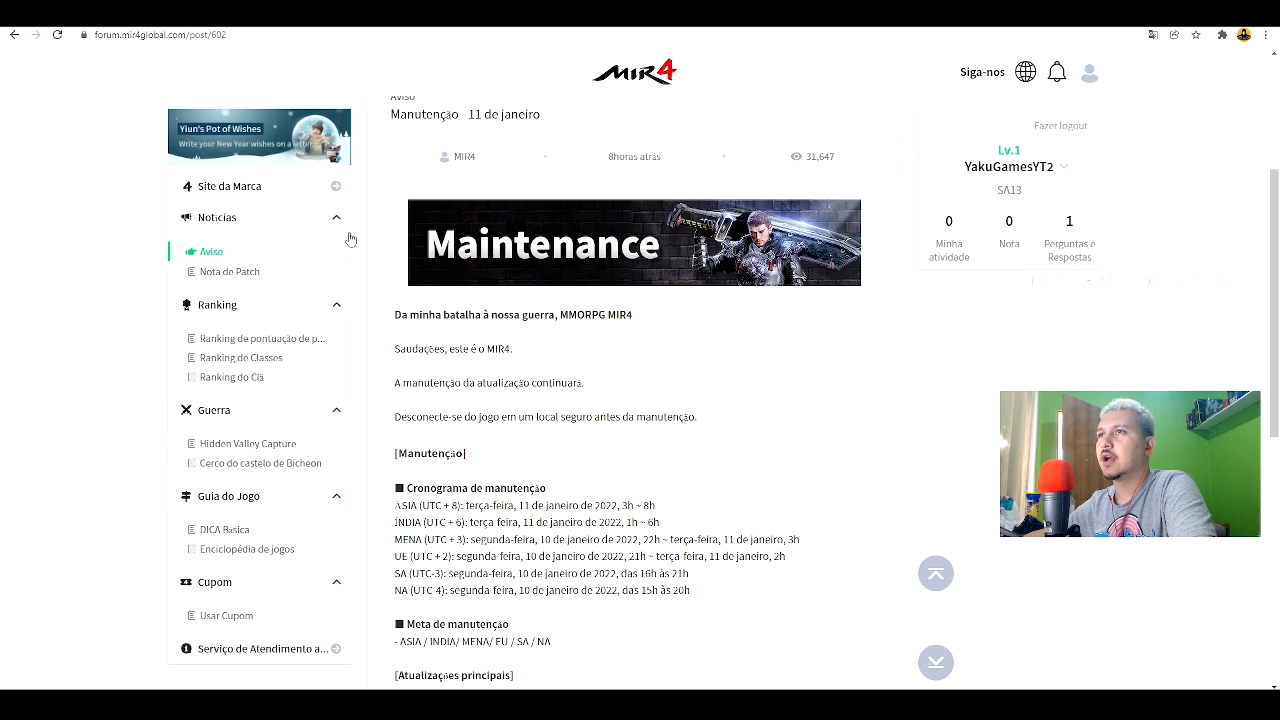 forum.mir4global.com/post/602
MIR4
Siga-nos
Yiun's Pot of Wishes
Write your New Year wishes on a letter
Site da Marca
Notícias
Aviso
Nota de Patch
Ranking
Ranking de pontuação de p...
Ranking de Classes
Ranking do Clã
Guerra
Hidden Valley Capture
Cerco do castelo de Bicheon
Guia do Jogo
DICA Básica
Enciclopédia de jogos
Cupom
Usar Cupom
Serviço de Atendimento a...
Aviso
Manutenção - 11 de janeiro
MIR4
8horas atrás
31,647
Maintenance
Da minha batalha à nossa guerra, MMORPG MIR4
Saudações, este é o MIR4.
A manutenção da atualização continuará.
Desconecte-se do jogo em um local seguro antes da manutenção.
[Manutenção]
■ Cronograma de manutenção
ASIA (UTC + 8): terça-feira, 11 de janeiro de 2022, 3h ~ 8h
ÍNDIA (UTC + 6): terça-feira, 11 de janeiro de 2022, 1h ~ 6h
MENA (UTC + 3): segunda-feira, 10 de janeiro de 2022, 22h ~ terça-feira, 11 de janeiro, 3h
UE (UTC + 2): segunda-feira, 10 de janeiro de 2022, 21h ~ terça-feira, 11 de janeiro, 2h
SA (UTC-3): segunda-feira, 10 de janeiro de 2022, das 16h às 21h
NA (UTC-4): segunda-feira, 10 de janeiro de 2022, das 15h às 20h
■ Meta de manutenção
- ASIA / INDIA/ MENA/ EU / SA / NA
[Atualizações principais]
Fazer logout
Lv.1
YakuGamesYT2
SA13
0 0 1
Minha atividade
Nota
Perguntas e Respostas